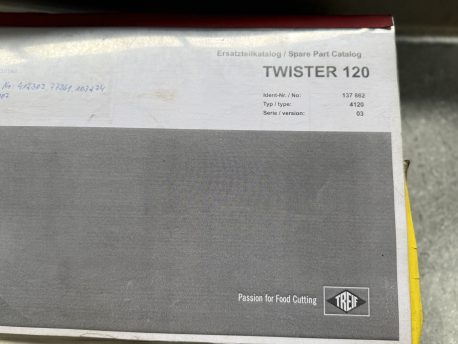 Ersatzteilkatalog / Spare Part Catalog
TWISTER 120
Ident-Nr. / No: 137 662
Typ / type: 4120
Serie / version: 03
No:
Passion for Food Cutting
TREIF